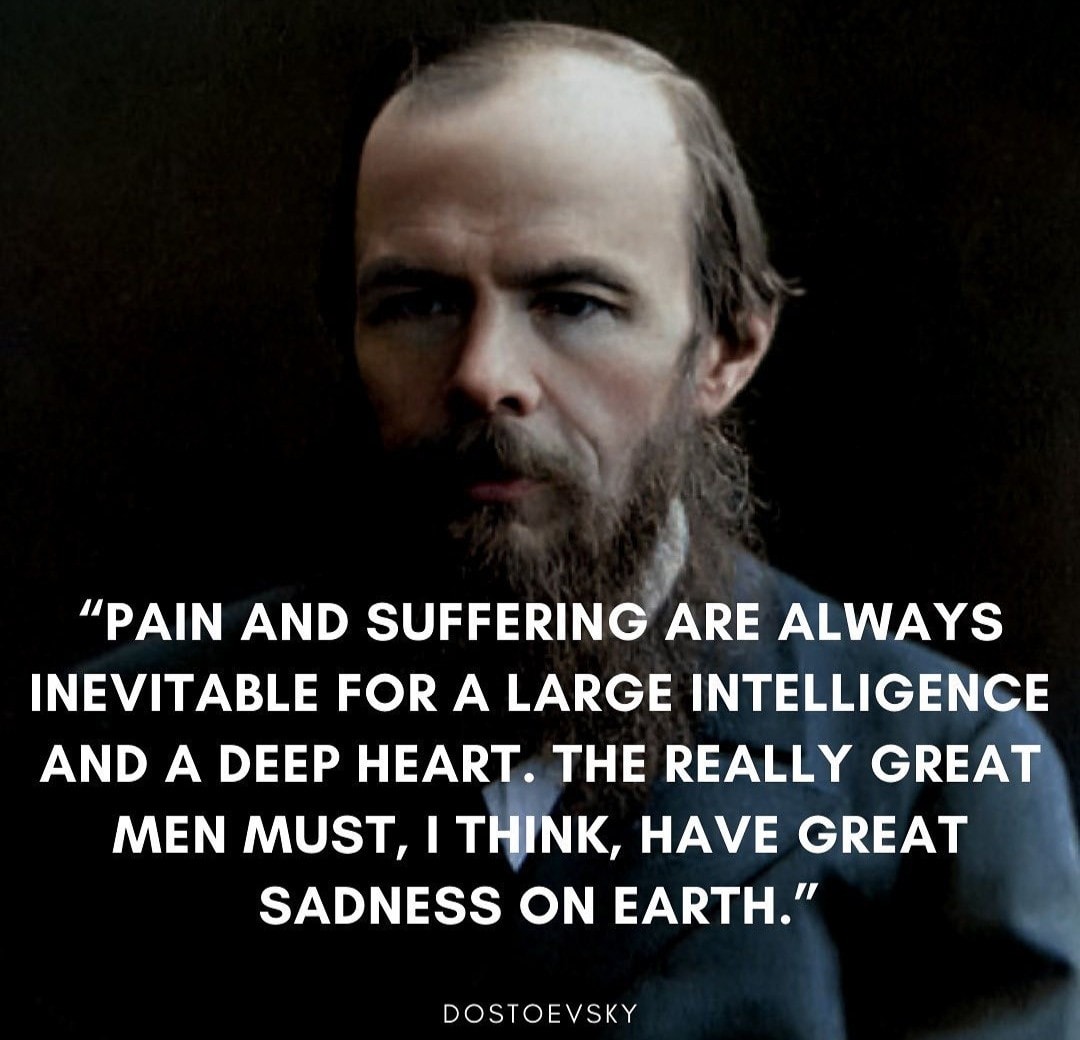 “PAIN AND SUFFERING ARE ALWAYS
INEVITABLE FOR A LARGE INTELLIGENCE
AND A DEEP HEART. THE REALLY GREAT
MEN MUST, I THINK, HAVE GREAT
SADNESS ON EARTH.”
DOSTOEVSKY